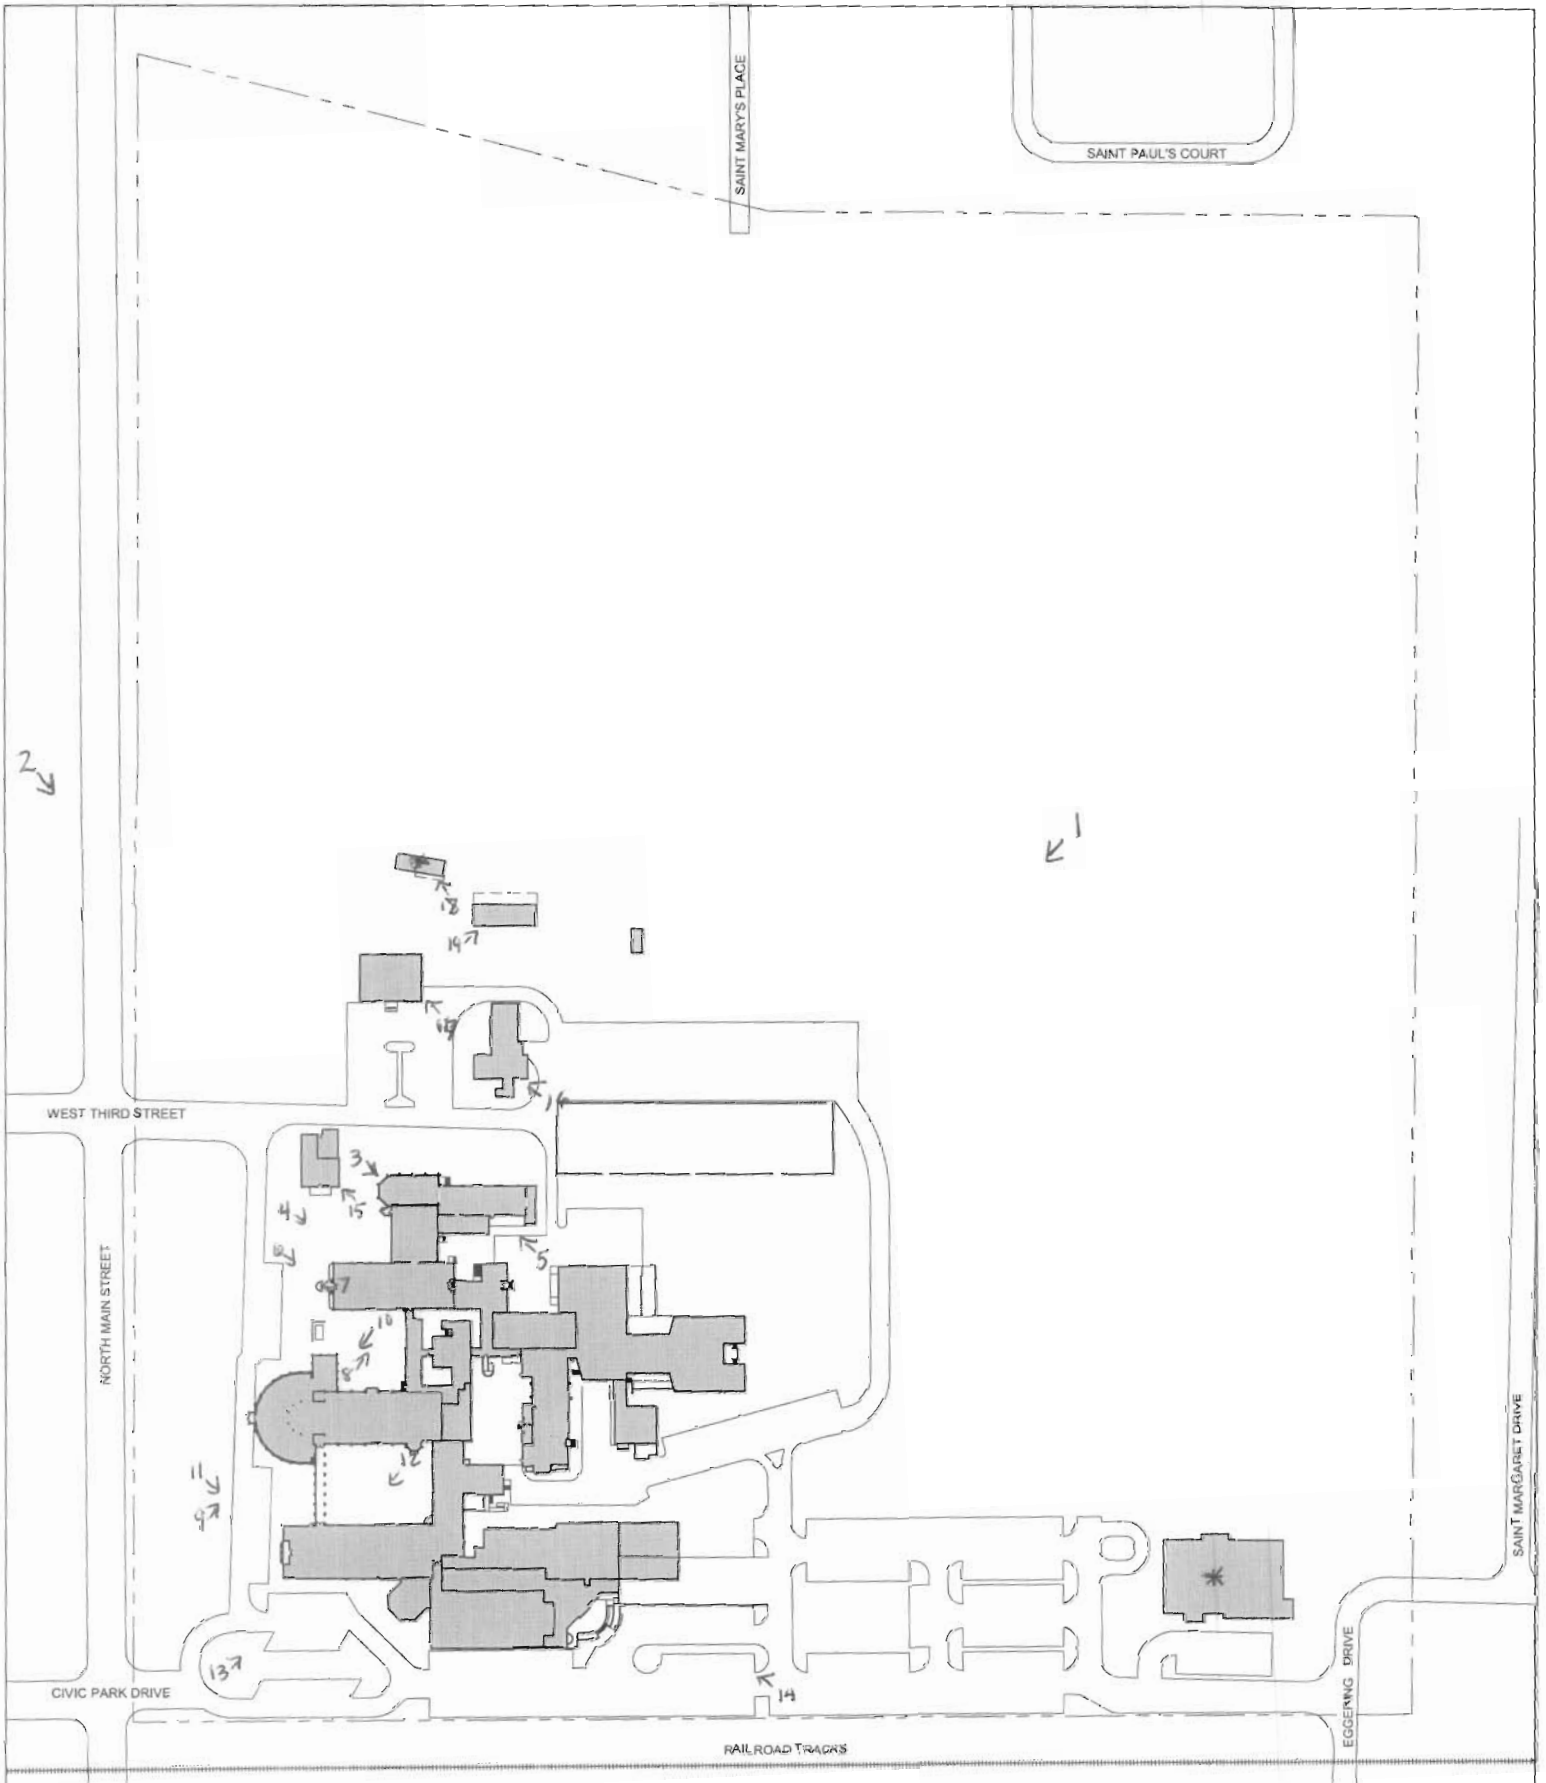 SAINT MARY'S PLACE
SAINT PAUL'S COURT
2
1
18
19
16
WEST THIRD STREET
3
15
4
5
7
NORTH MAIN STREET
10
8
12
11
9
SAINT MARGARET DRIVE
13
CIVIC PARK DRIVE
14
EGGERING DRIVE
RAILROAD TRACKS